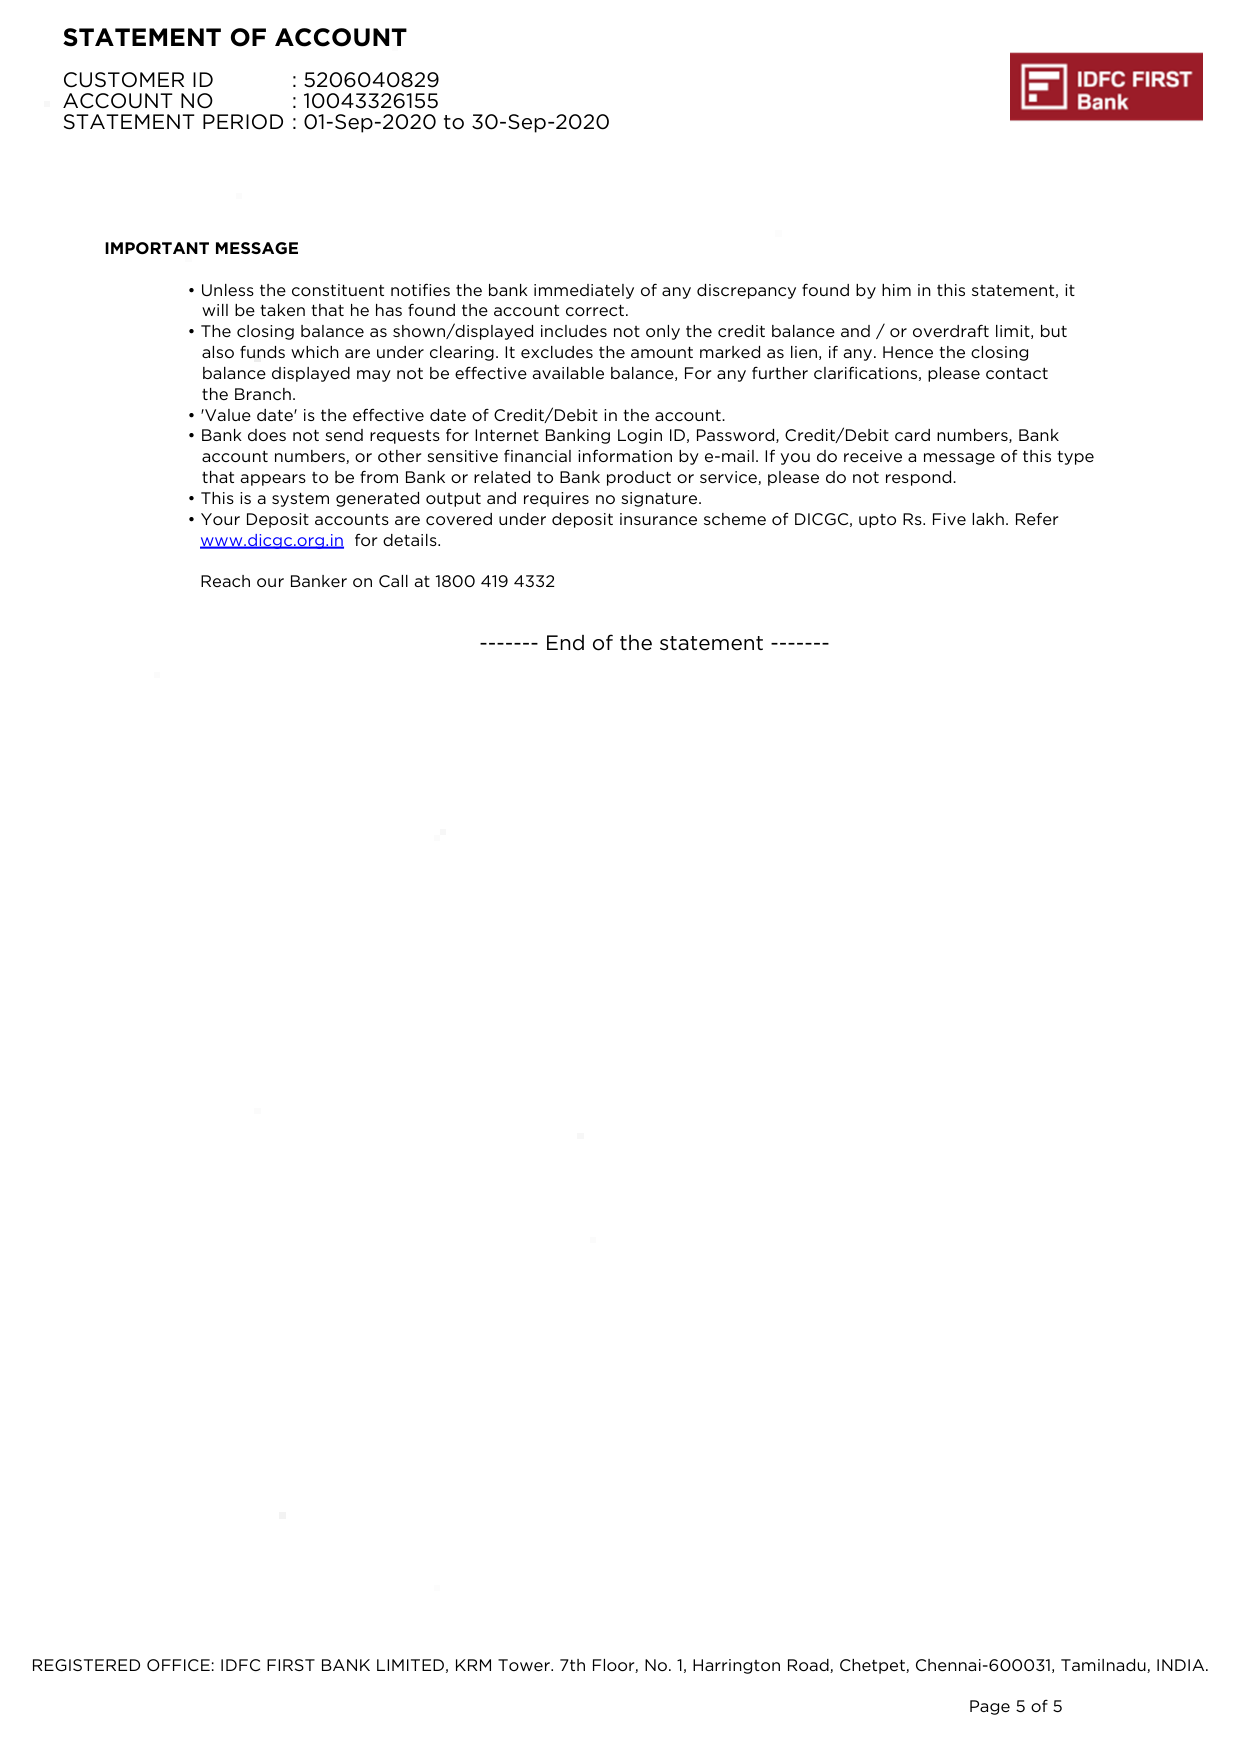 STATEMENT OF ACCOUNT
CUSTOMER ID : 5206040829
ACCOUNT NO : 10043326155
STATEMENT PERIOD : 01-Sep-2020 to 30-Sep-2020
IDFC FIRST
Bank
IMPORTANT MESSAGE
• Unless the constituent notifies the bank immediately of any discrepancy found by him in this statement, it
will be taken that he has found the account correct.
• The closing balance as shown/displayed includes not only the credit balance and / or overdraft limit, but
also funds which are under clearing. It excludes the amount marked as lien, if any. Hence the closing
balance displayed may not be effective available balance, For any further clarifications, please contact
the Branch.
• 'Value date' is the effective date of Credit/Debit in the account.
• Bank does not send requests for Internet Banking Login ID, Password, Credit/Debit card numbers, Bank
account numbers, or other sensitive financial information by e-mail. If you do receive a message of this type
that appears to be from Bank or related to Bank product or service, please do not respond.
• This is a system generated output and requires no signature.
• Your Deposit accounts are covered under deposit insurance scheme of DICGC, upto Rs. Five lakh. Refer
www.dicgc.org.in for details.
Reach our Banker on Call at 1800 419 4332
------- End of the statement -------
REGISTERED OFFICE: IDFC FIRST BANK LIMITED, KRM Tower. 7th Floor, No. 1, Harrington Road, Chetpet, Chennai-600031, Tamilnadu, INDIA.
Page 5 of 5